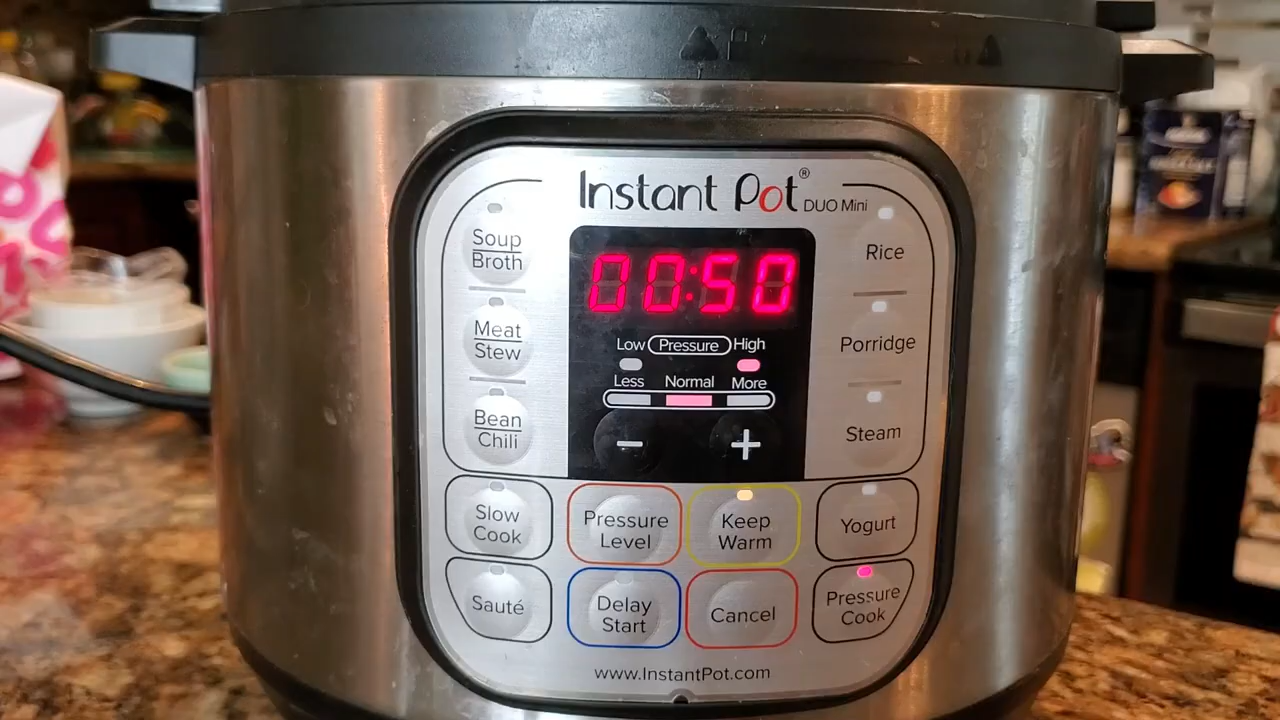 Instant Pot®
DUO Mini
Soup
Broth
Meat
Stew
Bean
Chili
00:50
Low Pressure High
Less Normal More
− +
Rice
Porridge
Steam
Slow
Cook
Pressure
Level
Keep
Warm
Yogurt
Sauté
Delay
Start
Cancel
Pressure
Cook
www.InstantPot.com